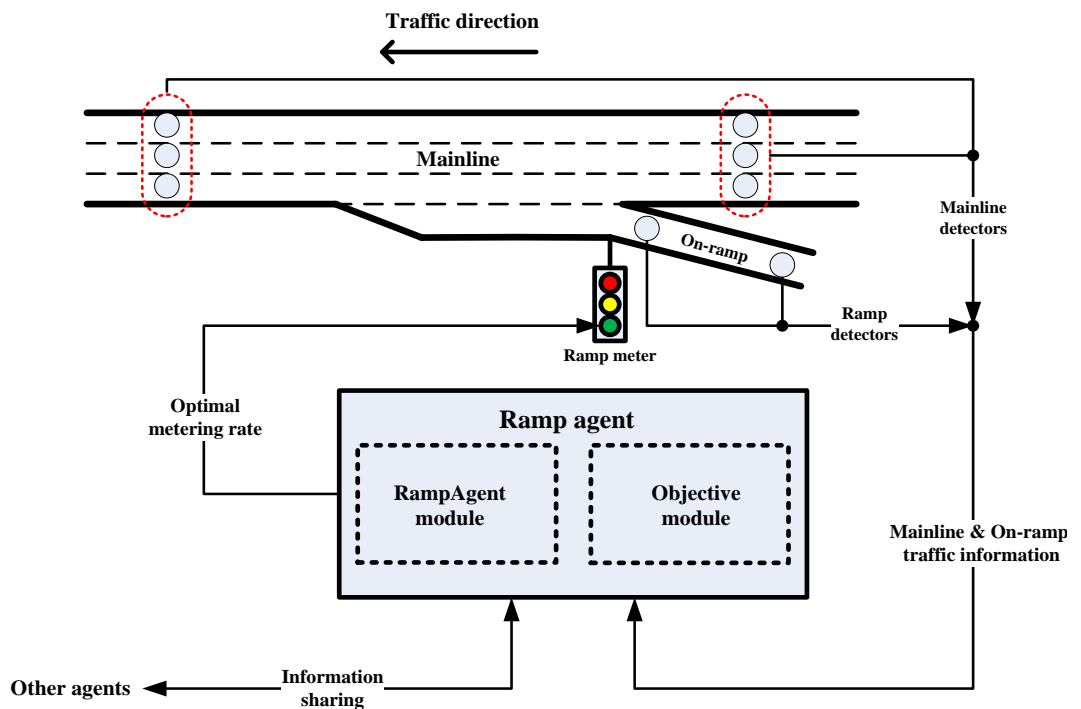 Traffic direction
Mainline
On-ramp
Mainline
detectors
Ramp
detectors
Ramp meter
Optimal
metering rate
Ramp agent
RampAgent
module
Objective
module
Mainline & On-ramp
traffic information
Information
sharing
Other agents